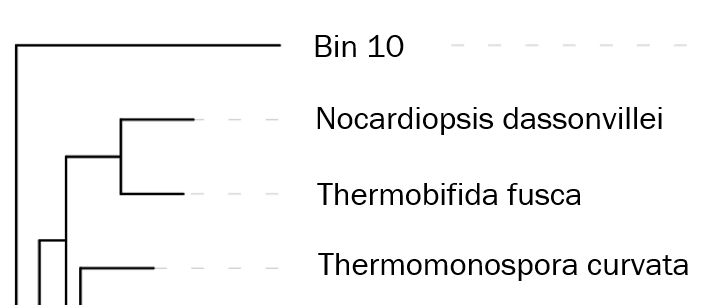 Bin 10
Nocardiopsis dassonvillei
Thermobifida fusca
Thermomonospora curvata